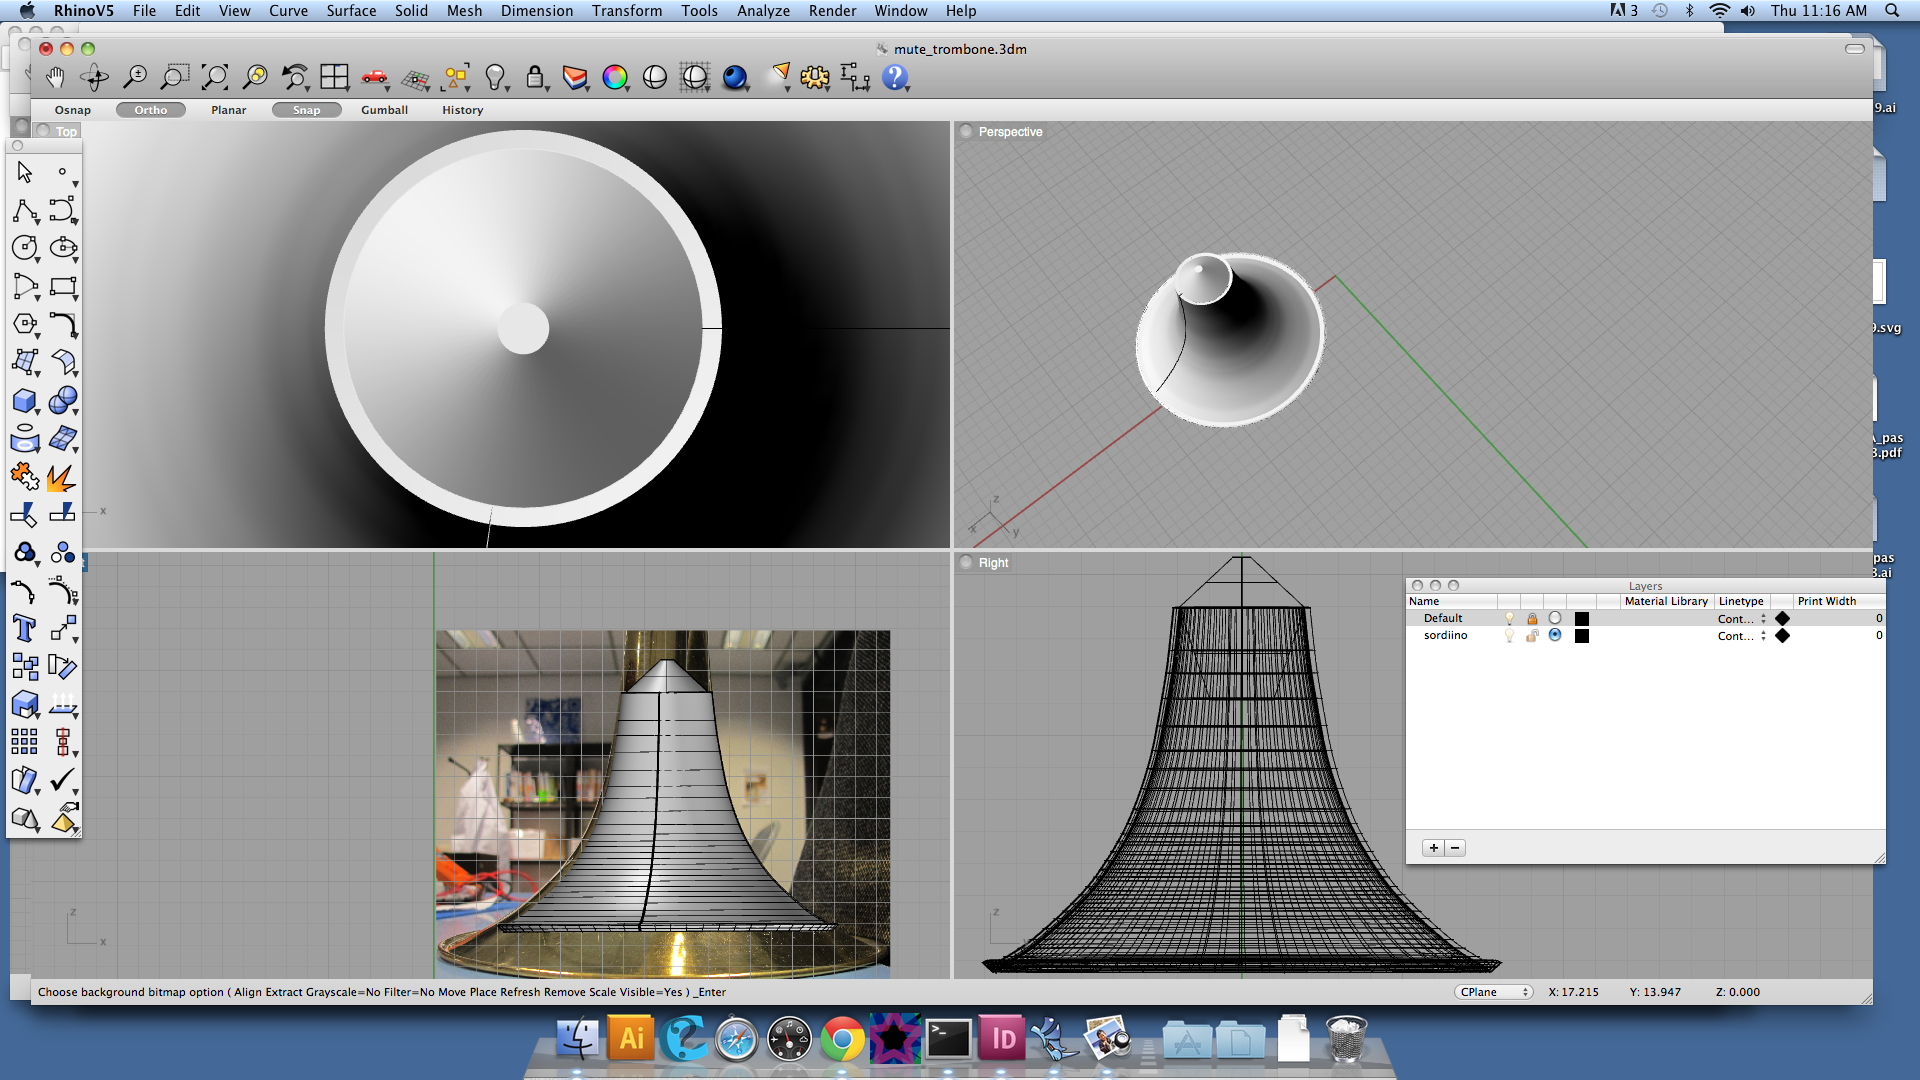 RhinoV5 File Edit View Curve Surface Solid Mesh Dimension Transform Tools Analyze Render Window Help 3 Thu 11:16 AM
mute_trombone.3dm
Osnap Ortho Planar Snap Gumball History
9.ai
Top
Perspective
9.svg
_pas
.pdf
x
z
x
y
Right
pas
.ai
Layers
Name Material Library Linetype Print Width
Default Cont... 0
sordiino Cont... 0
z
x
z
Choose background bitmap option ( Align Extract Grayscale=No Filter=No Move Place Refresh Remove Scale Visible=Yes ) _Enter
CPlane X: 17.215 Y: 13.947 Z: 0.000
Ai
ID